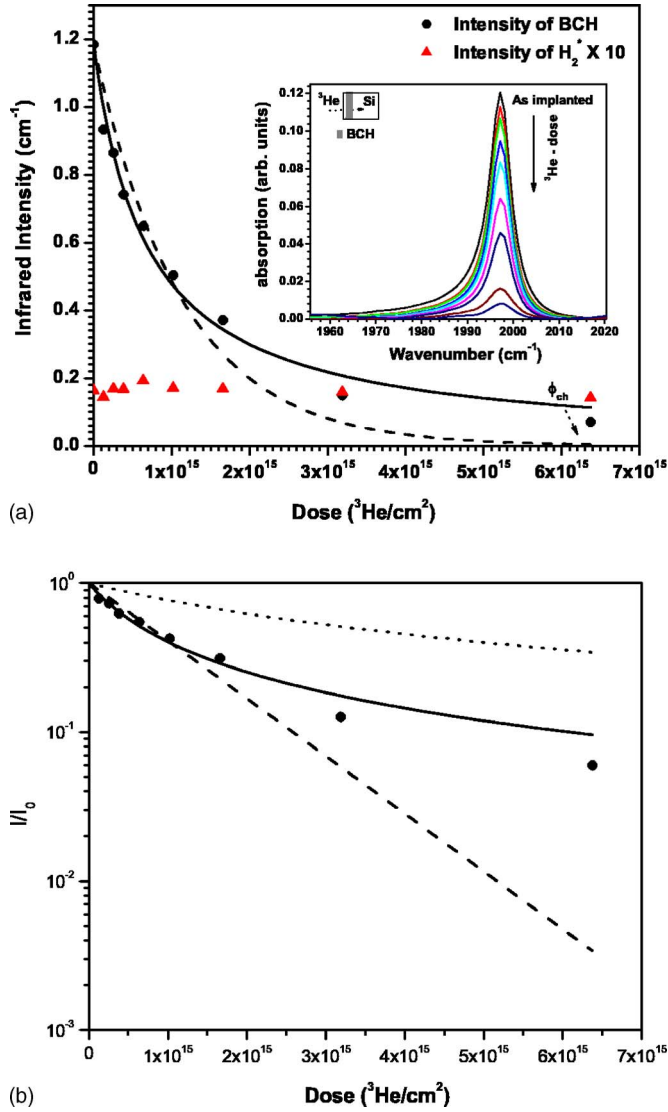 Intensity of BCH
Intensity of H₂* X 10
1.2
1.0
0.8
0.6
0.4
0.2
0.0
Infrared Intensity (cm⁻¹)
0.12
0.10
0.08
0.06
0.04
0.02
0.00
absorption (arb. units)
³He Si
BCH
As implanted
³He - dose
1960 1970 1980 1990 2000 2010 2020
Wavenumber (cm⁻¹)
ϕch
0 1x10¹⁵ 2x10¹⁵ 3x10¹⁵ 4x10¹⁵ 5x10¹⁵ 6x10¹⁵ 7x10¹⁵
(a) Dose (³He/cm²)
10⁰
10⁻¹
10⁻²
10⁻³
I/I₀
0 1x10¹⁵ 2x10¹⁵ 3x10¹⁵ 4x10¹⁵ 5x10¹⁵ 6x10¹⁵ 7x10¹⁵
(b) Dose (³He/cm²)